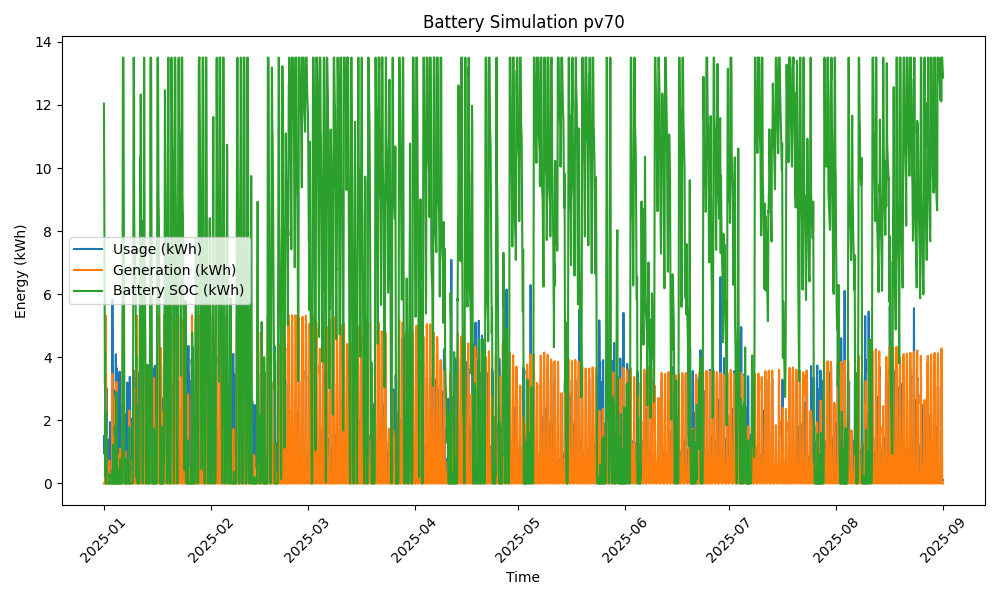 Battery Simulation pv70
Energy (kWh)
14
12
10
8
6
4
2
0
Usage (kWh)
Generation (kWh)
Battery SOC (kWh)
2025-01
2025-02
2025-03
2025-04
2025-05
2025-06
2025-07
2025-08
2025-09
Time